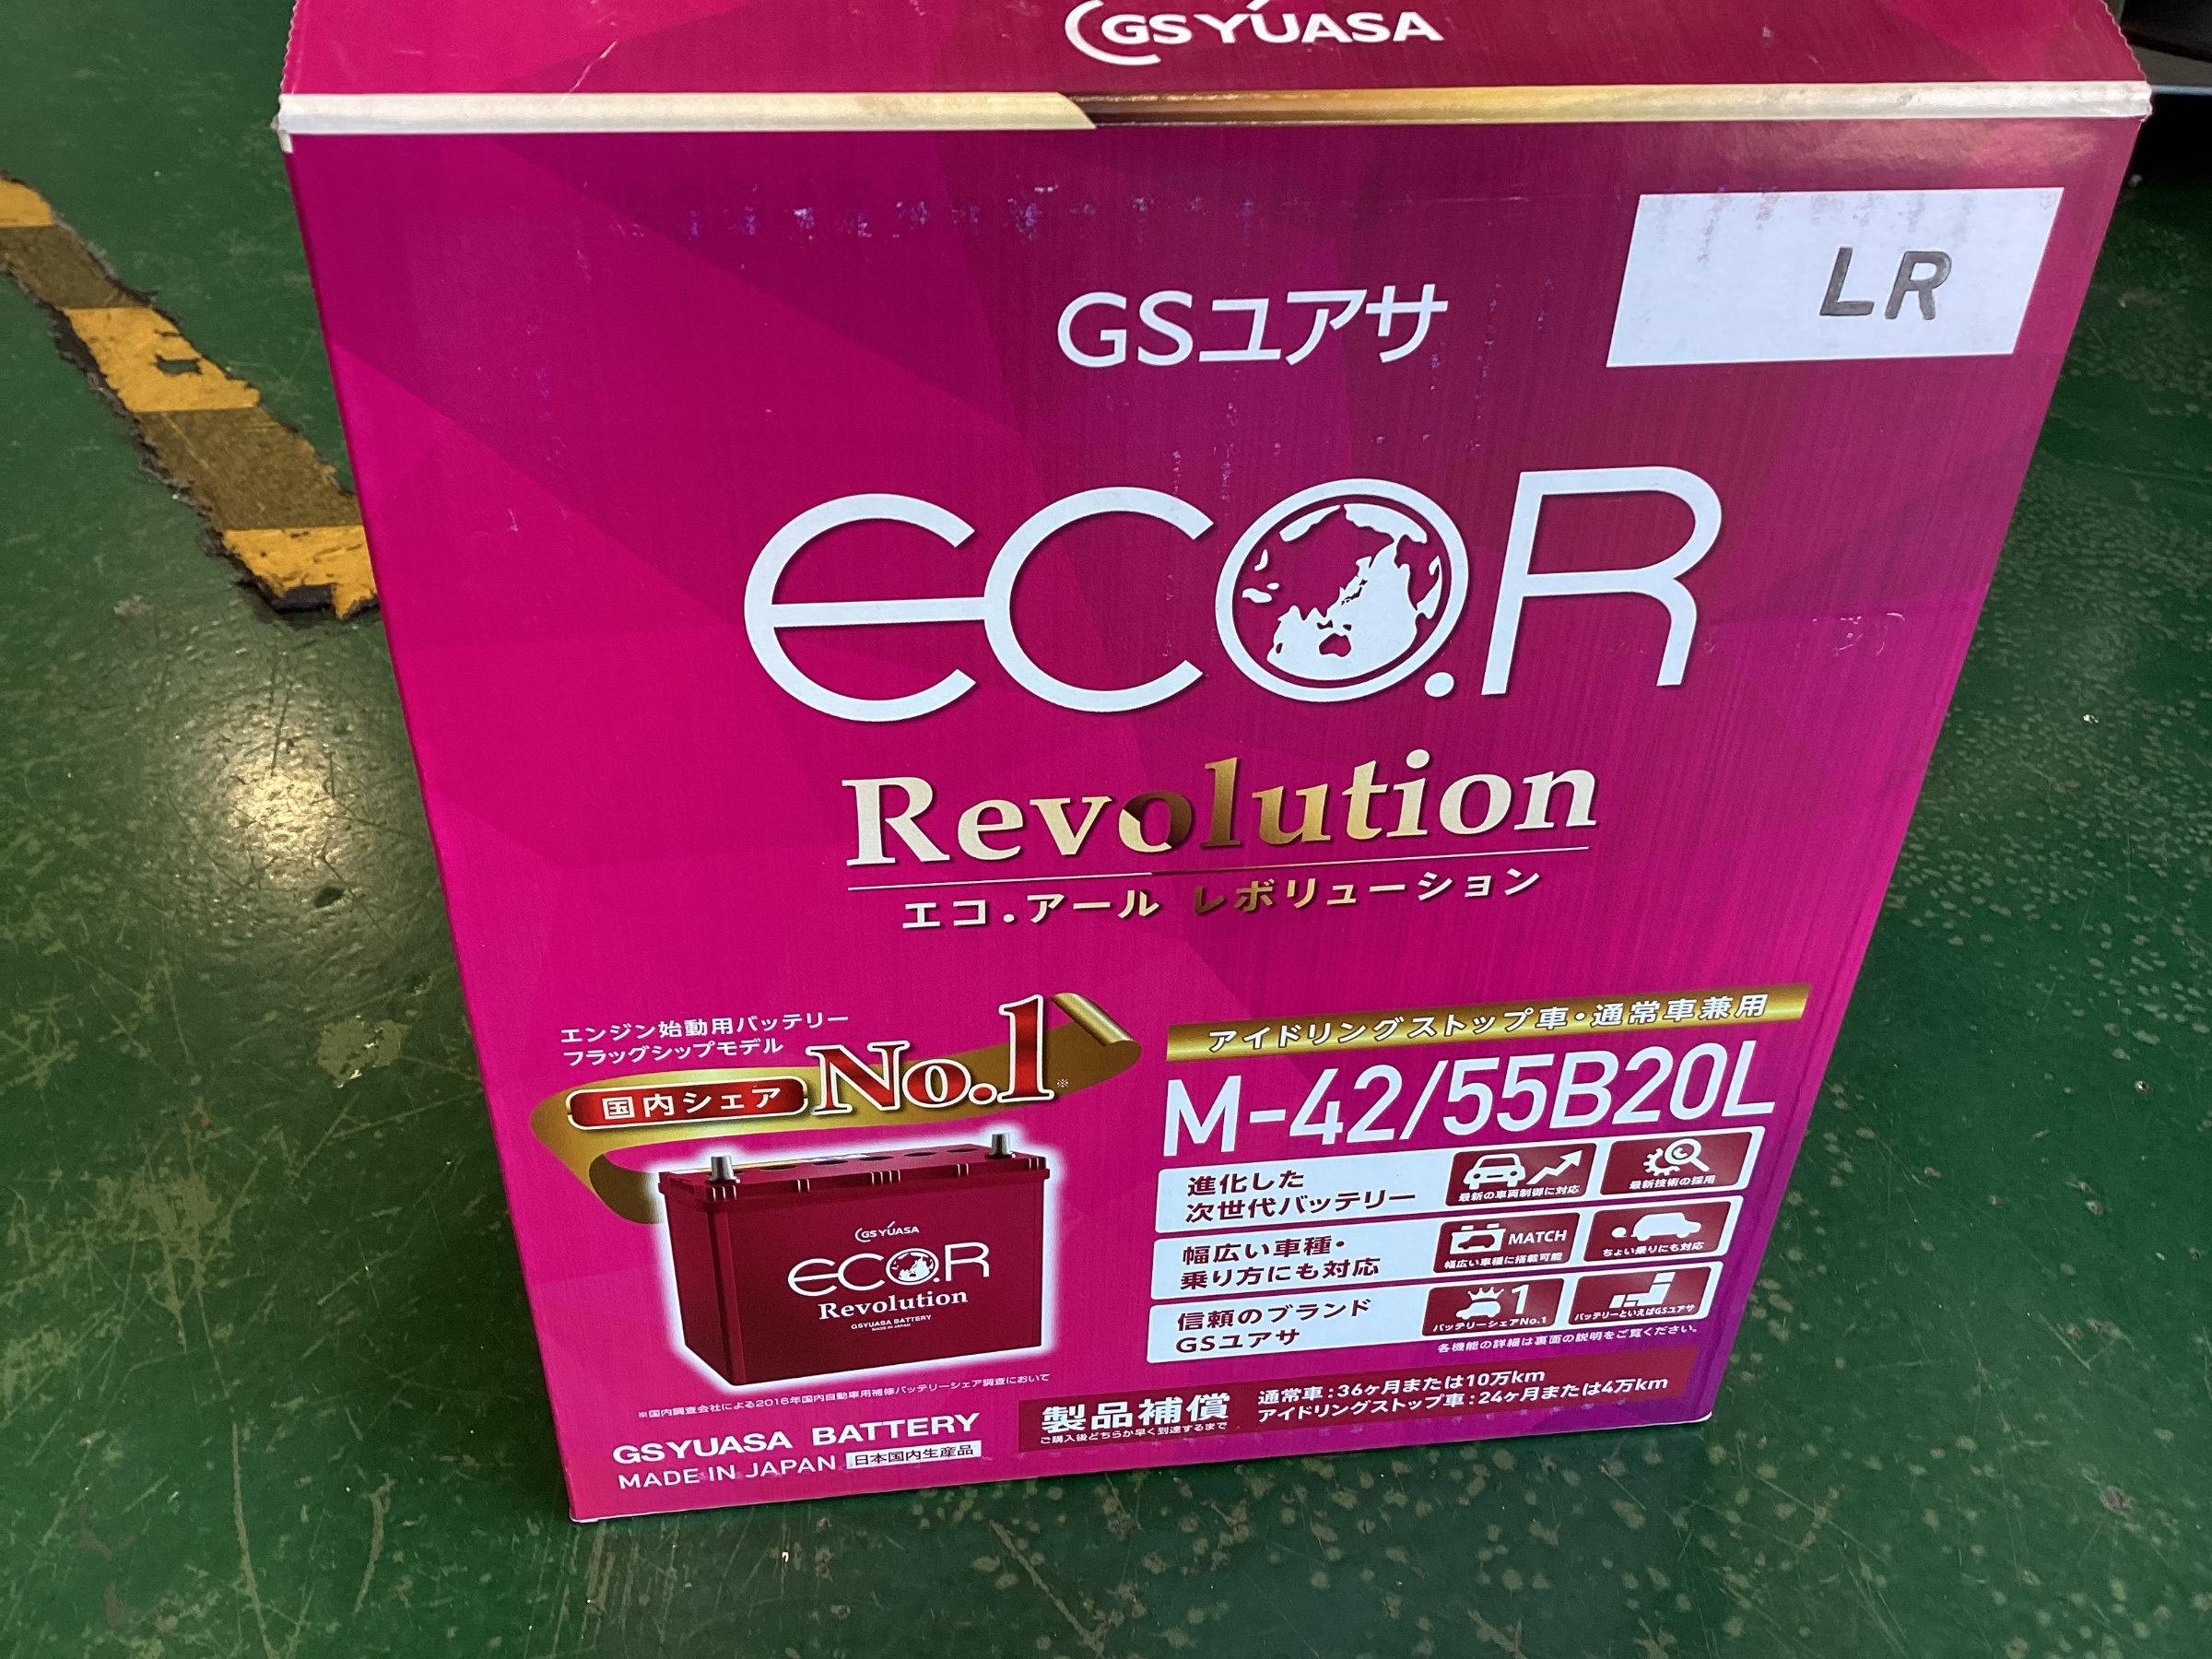 GS YUASA
LR
GSユアサ
ECO.R
Revolution
エコ.アール レボリューション
エンジン始動用バッテリー
フラッグシップモデル
国内シェア No.1※
GS YUASA
ECO.R
Revolution
GSYUASA BATTERY
MADE IN JAPAN
※国内調査会社による2016年国内自動車用補修バッテリーシェア調査において
GSYUASA BATTERY
MADE IN JAPAN 日本国内生産品
アイドリングストップ車・通常車兼用
M-42/55B20L
進化した
次世代バッテリー
最新の車両制御に対応
最新技術の採用
幅広い車種・
乗り方にも対応
MATCH
幅広い車種に搭載可能
ちょい乗りにも対応
信頼のブランド
GSユアサ
1
バッテリーシェアNo.1
バッテリーといえばGSユアサ
各機能の詳細は裏面の説明をご覧ください。
製品補償
ご購入後どちらか早く到達するまで
通常車:36ヶ月または10万km
アイドリングストップ車:24ヶ月または4万km